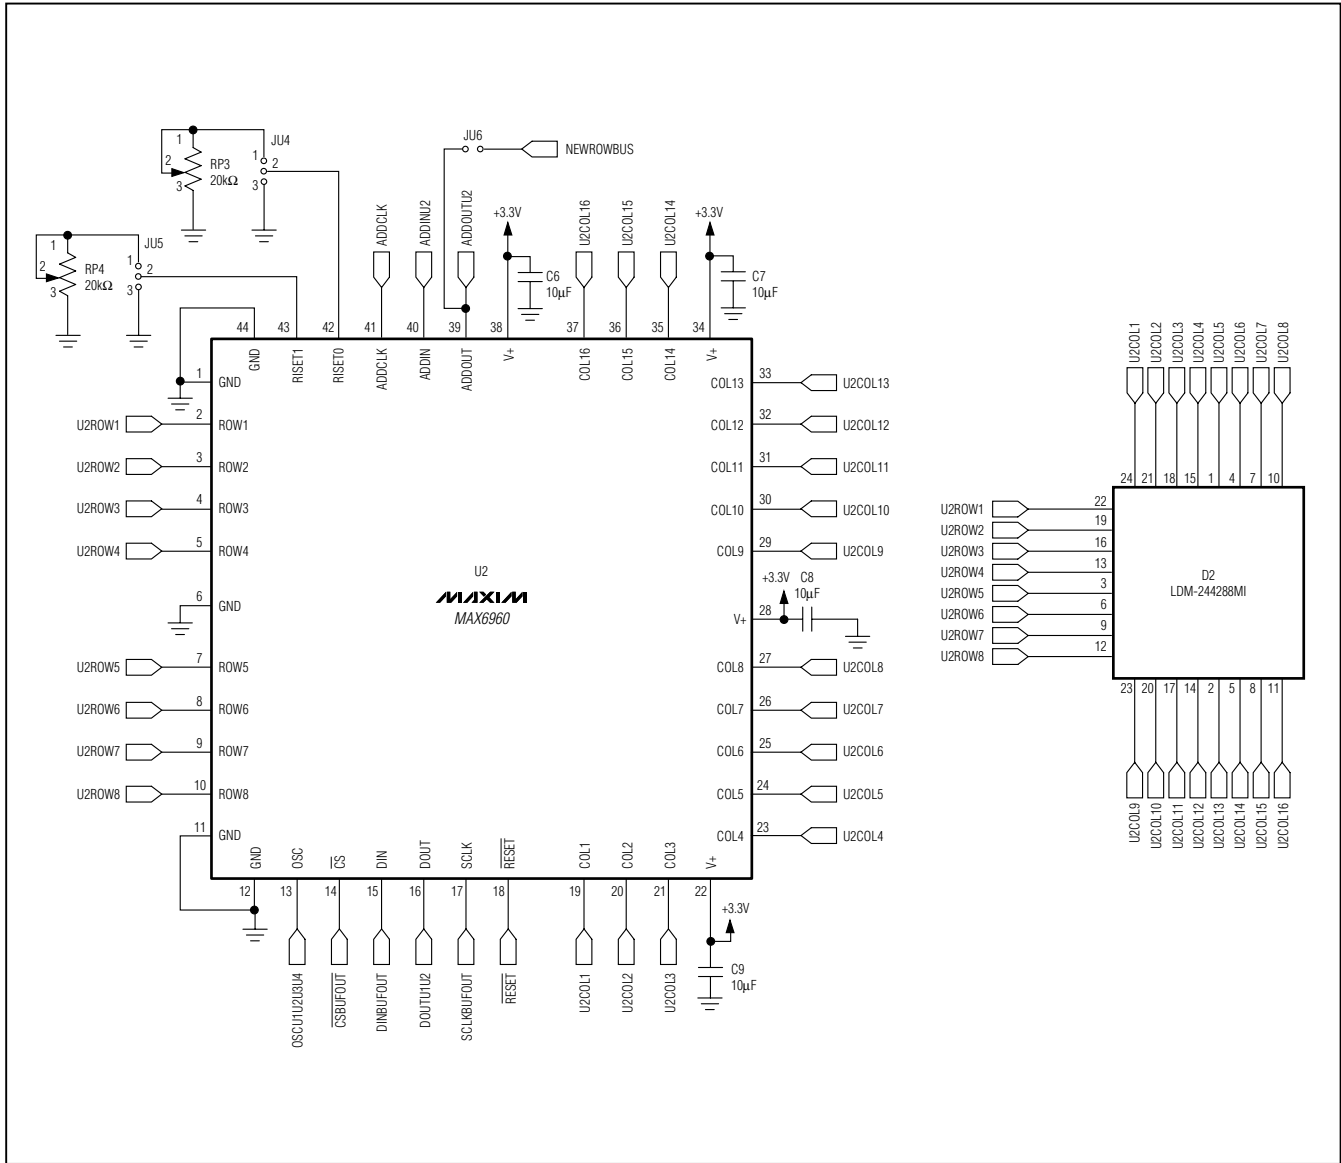 JU4
1
2
3
RP3
20kΩ
1
2
3
JU5
1
2
3
RP4
20kΩ
1
2
3
JU6
NEWROWBUS
ADDCLK
ADDINU2
ADDOUTU2
+3.3V
C6
10µF
U2COL16
U2COL15
U2COL14
+3.3V
C7
10µF
44 43 42 41 40 39 38 37 36 35 34
GND RISET1 RISET0 ADDCLK ADDIN ADDOUT V+ COL16 COL15 COL14 V+
1 GND
U2ROW1 2 ROW1
U2ROW2 3 ROW2
U2ROW3 4 ROW3
U2ROW4 5 ROW4
6 GND
U2ROW5 7 ROW5
U2ROW6 8 ROW6
U2ROW7 9 ROW7
U2ROW8 10 ROW8
11 GND
U2
MAXIM
MAX6960
COL13 33 U2COL13
COL12 32 U2COL12
COL11 31 U2COL11
COL10 30 U2COL10
COL9 29 U2COL9
+3.3V C8
10µF
V+ 28
COL8 27 U2COL8
COL7 26 U2COL7
COL6 25 U2COL6
COL5 24 U2COL5
COL4 23 U2COL4
GND OSC CS DIN DOUT SCLK RESET COL1 COL2 COL3 V+
12 13 14 15 16 17 18 19 20 21 22
OSCU1U2U3U4
CSBUFOUT
DINBUFOUT
DOUTU1U2
SCLKBUFOUT
RESET
U2COL1
U2COL2
U2COL3
+3.3V
C9
10µF
U2COL1
U2COL2
U2COL3
U2COL4
U2COL5
U2COL6
U2COL7
U2COL8
24 21 18 15 1 4 7 10
U2ROW1 22
U2ROW2 19
U2ROW3 16
U2ROW4 13
U2ROW5 3
U2ROW6 6
U2ROW7 9
U2ROW8 12
D2
LDM-244288MI
23 20 17 14 2 5 8 11
U2COL9
U2COL10
U2COL11
U2COL12
U2COL13
U2COL14
U2COL15
U2COL16